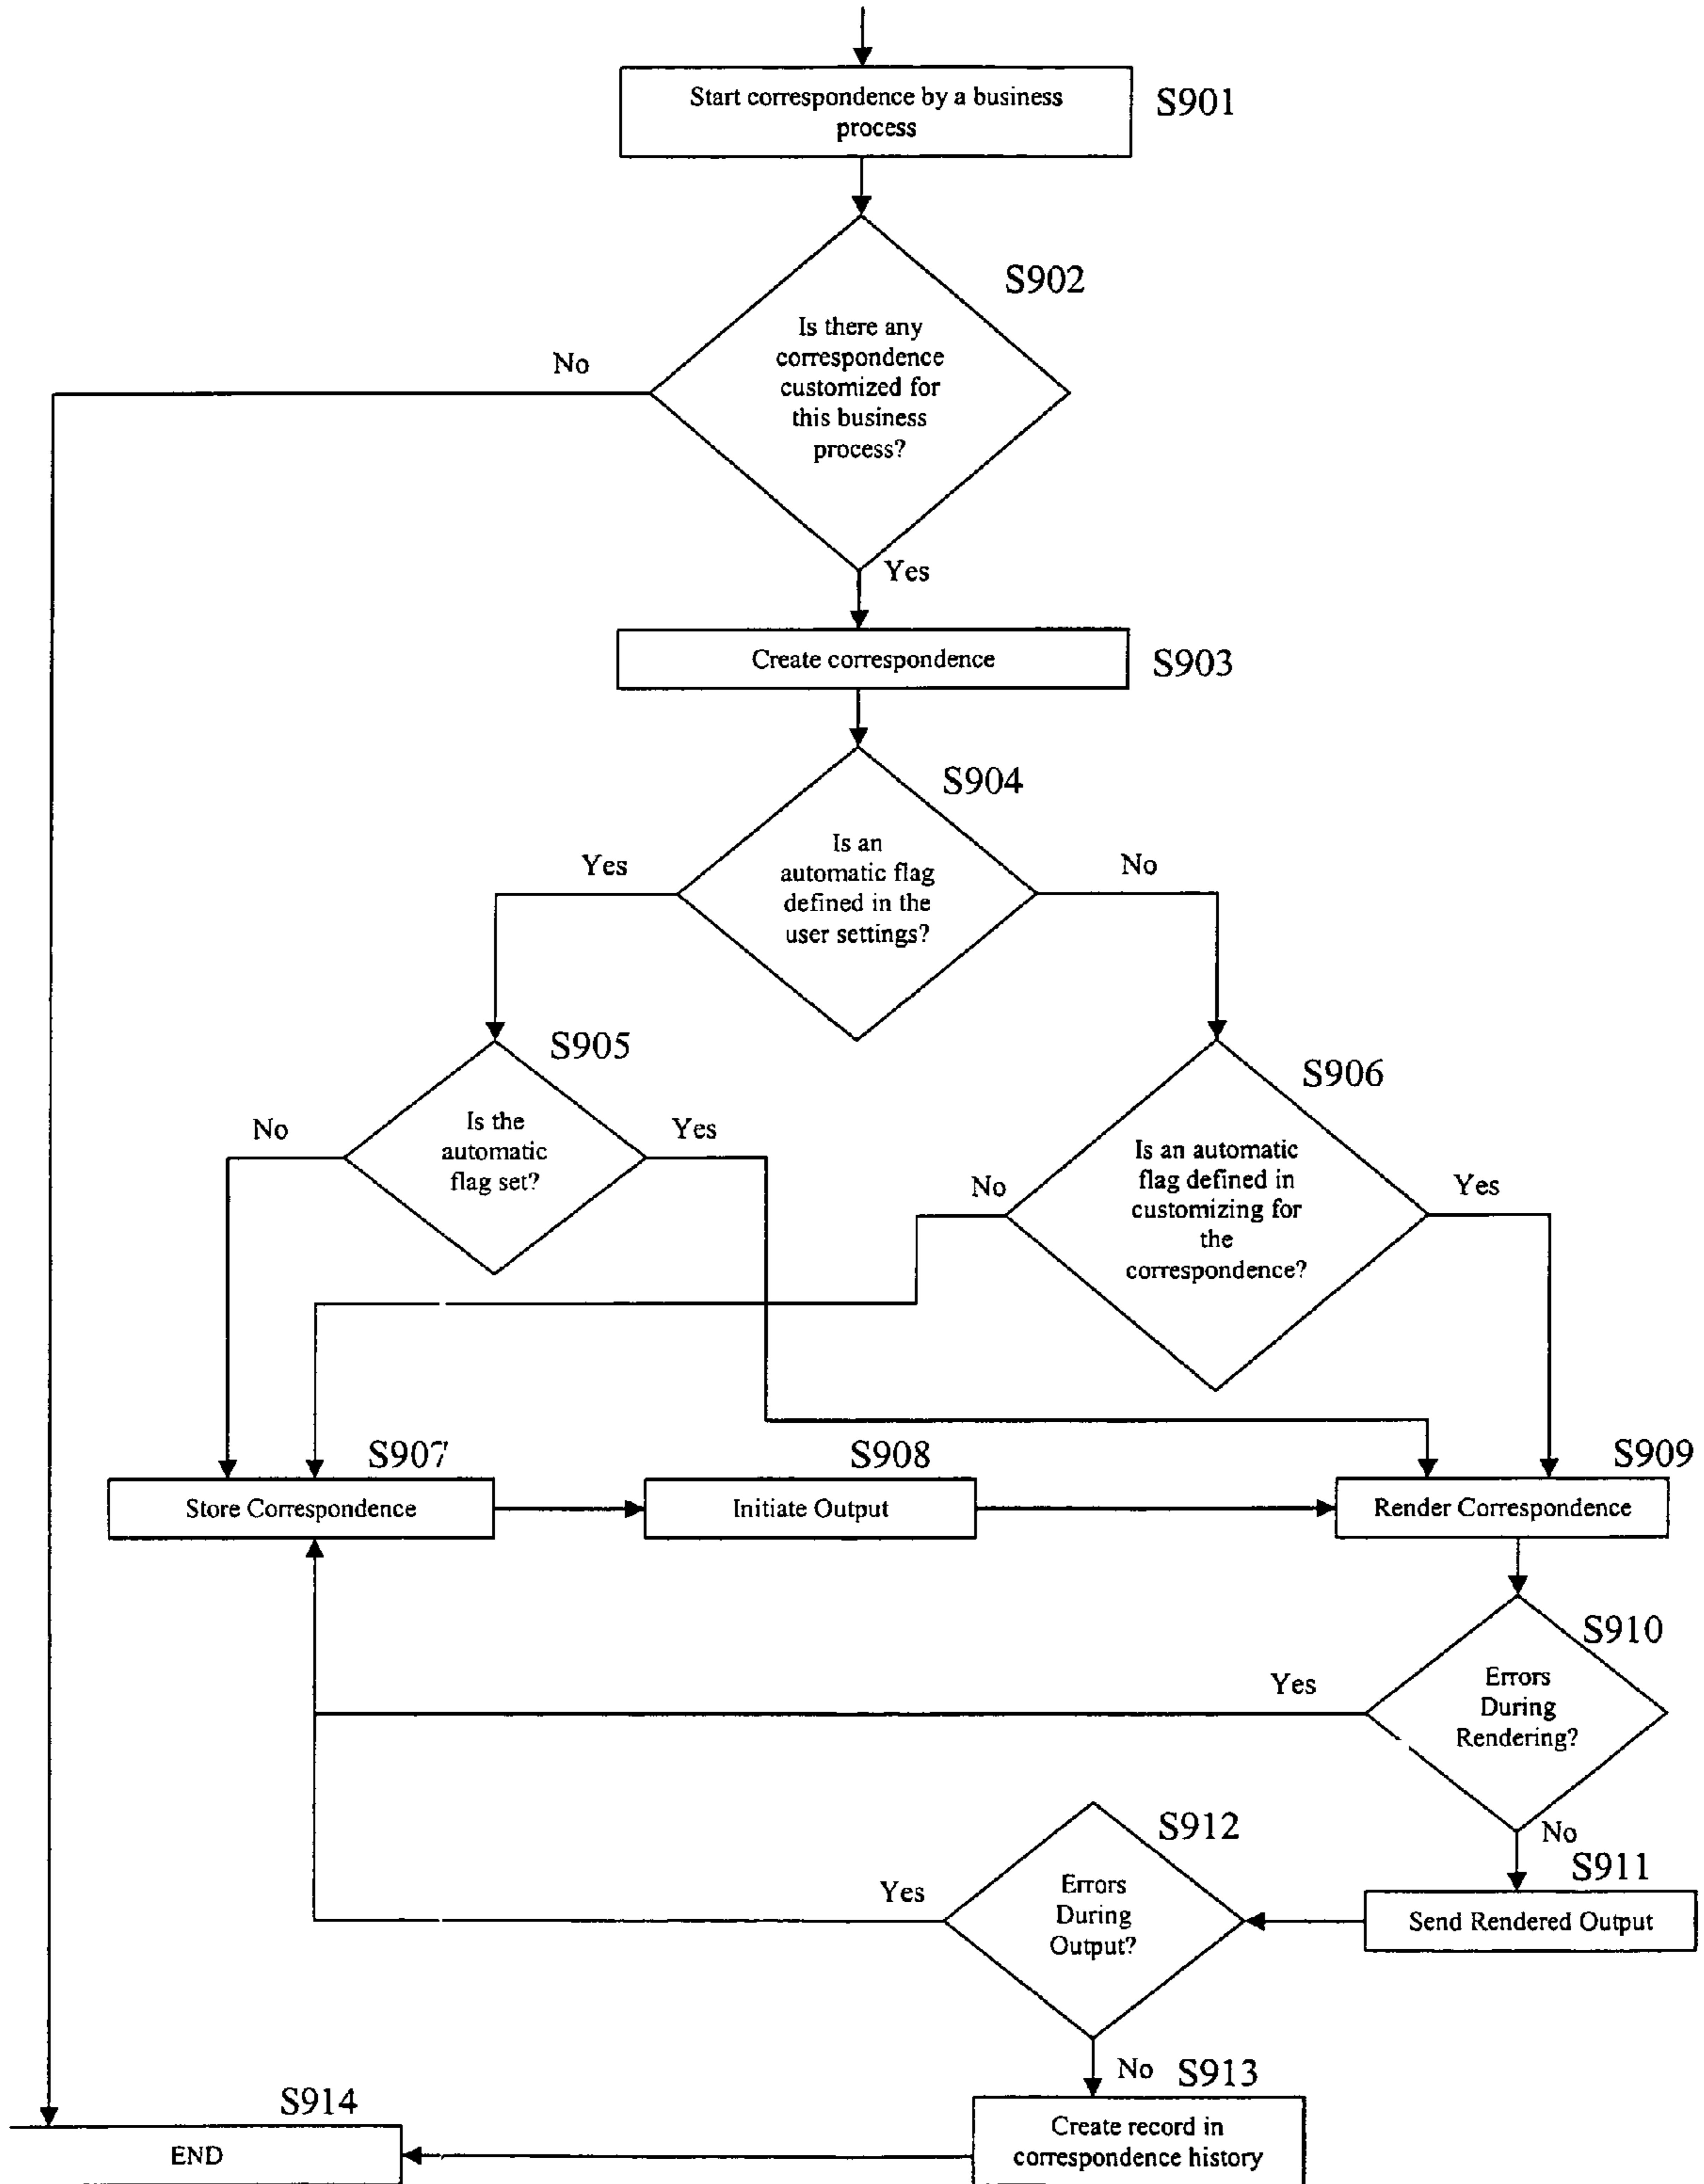 Start correspondence by a business
process
S901
S902
Is there any
correspondence
customized for
this business
process?
No
Yes
Create correspondence
S903
S904
Is an
automatic flag
defined in the
user settings?
Yes
No
S905
Is the
automatic
flag set?
No
Yes
S906
Is an automatic
flag defined in
customizing for
the
correspondence?
No
Yes
S907
Store Correspondence
S908
Initiate Output
S909
Render Correspondence
S910
Errors
During
Rendering?
Yes
No
S911
Send Rendered Output
S912
Errors
During
Output?
Yes
No
S913
Create record in
correspondence history
S914
END